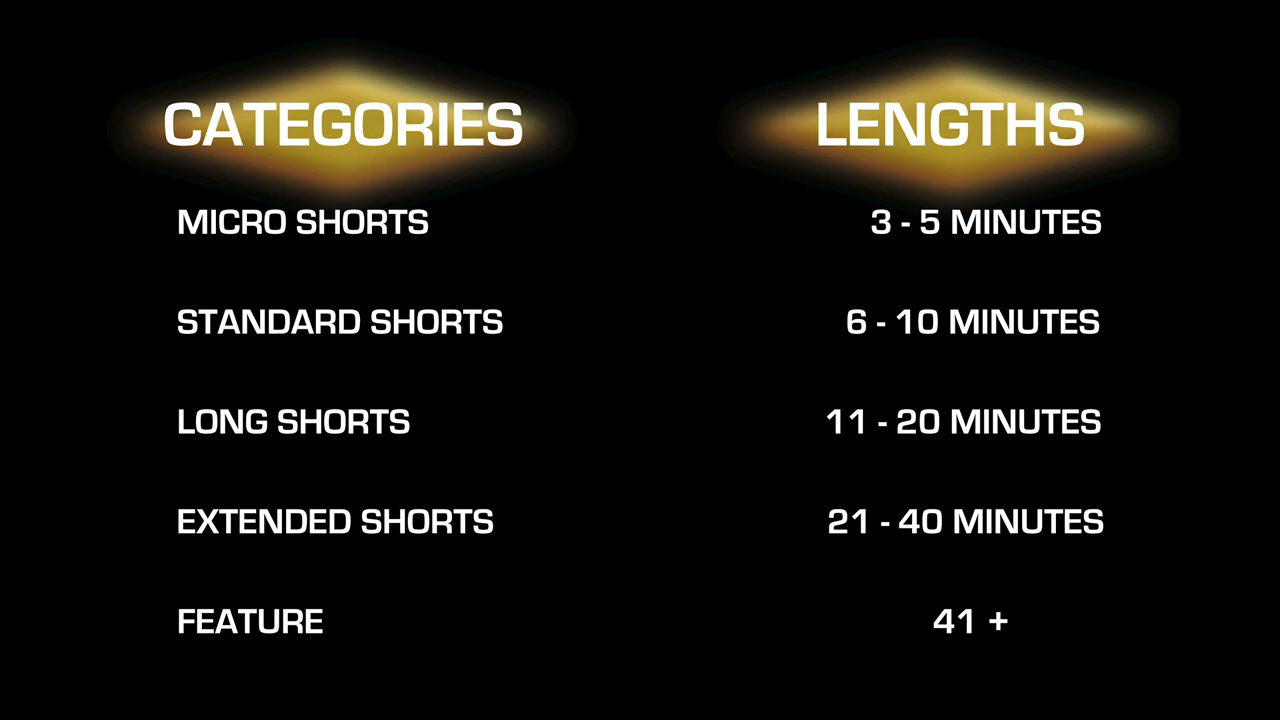 CATEGORIES LENGTHS
MICRO SHORTS 3 - 5 MINUTES
STANDARD SHORTS 6 - 10 MINUTES
LONG SHORTS 11 - 20 MINUTES
EXTENDED SHORTS 21 - 40 MINUTES
FEATURE 41 +